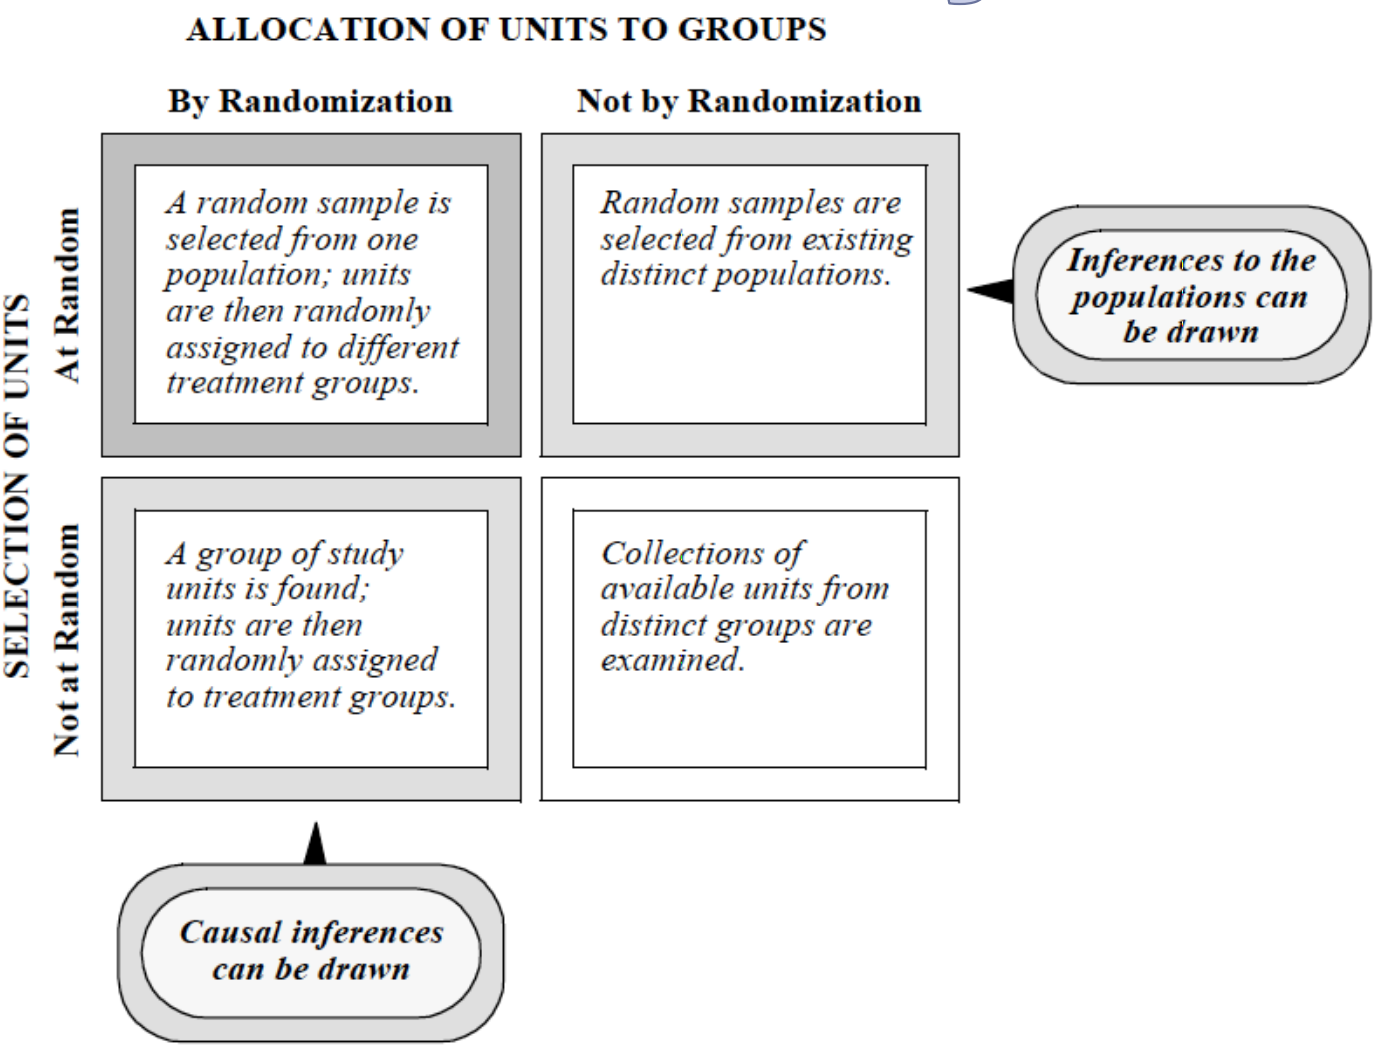 ALLOCATION OF UNITS TO GROUPS
By Randomization
Not by Randomization
SELECTION OF UNITS
At Random
A random sample is
selected from one
population; units
are then randomly
assigned to different
treatment groups.
Random samples are
selected from existing
distinct populations.
Inferences to the
populations can
be drawn
Not at Random
A group of study
units is found;
units are then
randomly assigned
to treatment groups.
Collections of
available units from
distinct groups are
examined.
Causal inferences
can be drawn